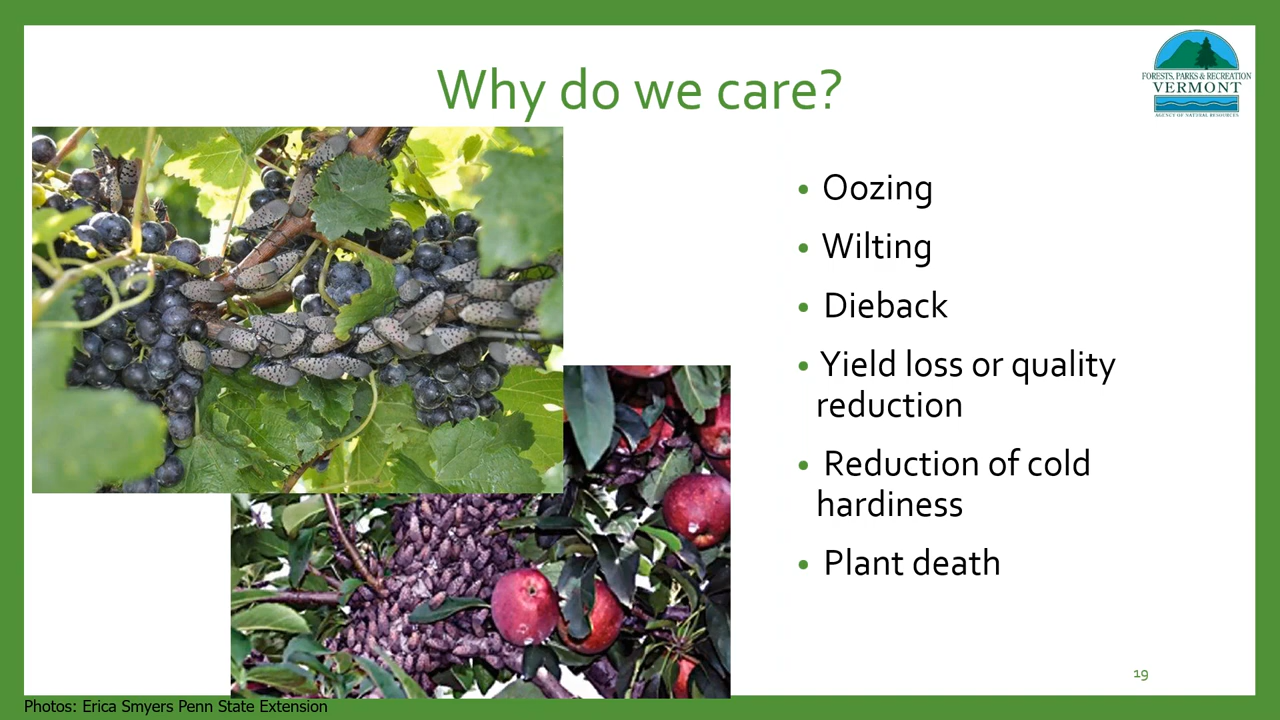 Why do we care?
FORESTS, PARKS & RECREATION
VERMONT
AGENCY OF NATURAL RESOURCES
• Oozing
• Wilting
• Dieback
• Yield loss or quality
reduction
• Reduction of cold
hardiness
• Plant death
19
Photos: Erica Smyers Penn State Extension